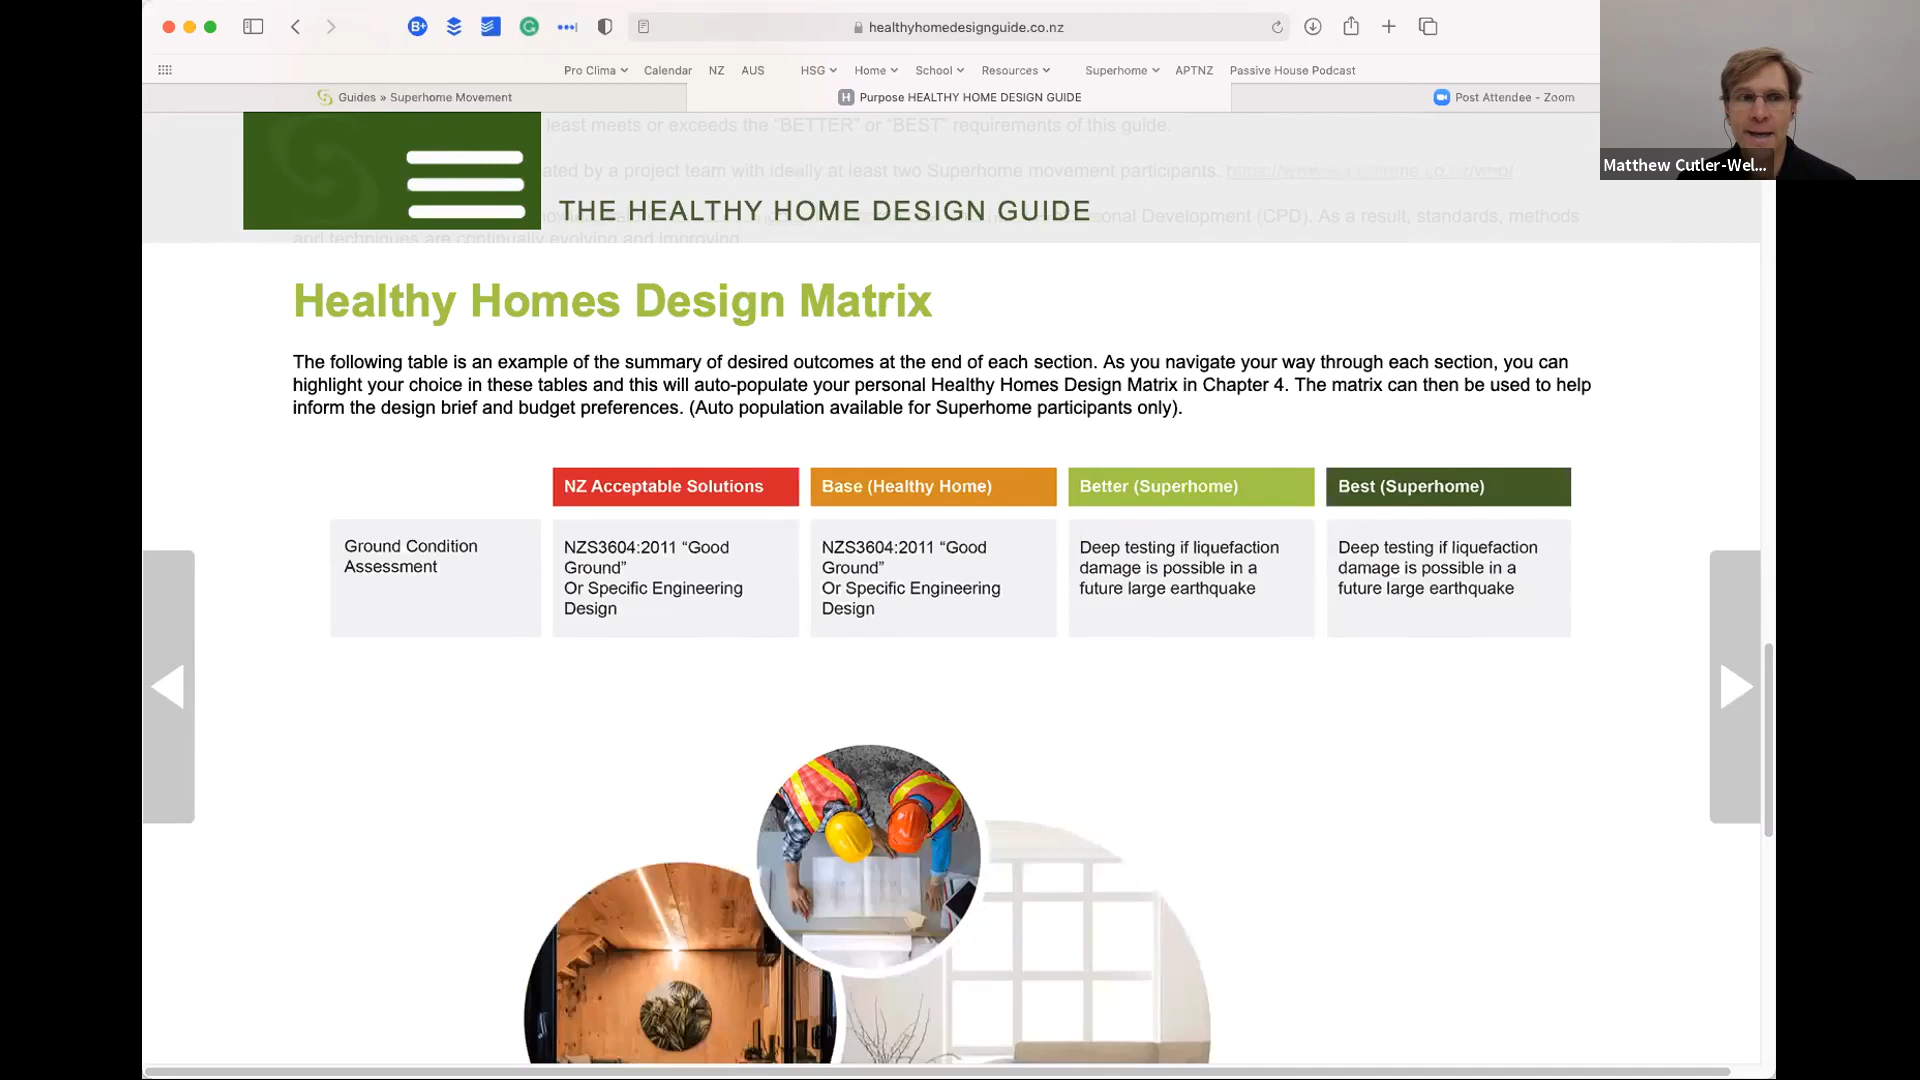 healthyhomedesignguide.co.nz
Pro Clima
Calendar
NZ
AUS
HSG
Home
School
Resources
Superhome
APTNZ
Passive House Podcast
Guides » Superhome Movement
H Purpose HEALTHY HOME DESIGN GUIDE
Post Attendee - Zoom
Matthew Cutler-Wel...
least meets or exceeds the “BETTER” or “BEST” requirements of this guide.
ated by a project team with ideally at least two Superhome movement participants.
THE HEALTHY HOME DESIGN GUIDE
onal Development (CPD). As a result, standards, methods
and techniques are continually evolving and improving
Healthy Homes Design Matrix
The following table is an example of the summary of desired outcomes at the end of each section. As you navigate your way through each section, you can
highlight your choice in these tables and this will auto-populate your personal Healthy Homes Design Matrix in Chapter 4. The matrix can then be used to help
inform the design brief and budget preferences. (Auto population available for Superhome participants only).
NZ Acceptable Solutions
Base (Healthy Home)
Better (Superhome)
Best (Superhome)
Ground Condition
Assessment
NZS3604:2011 “Good
Ground”
Or Specific Engineering
Design
NZS3604:2011 “Good
Ground”
Or Specific Engineering
Design
Deep testing if liquefaction
damage is possible in a
future large earthquake
Deep testing if liquefaction
damage is possible in a
future large earthquake